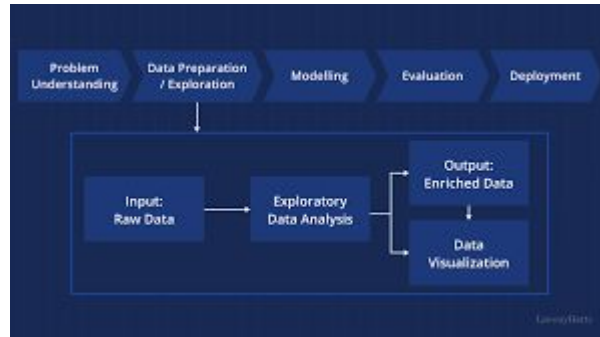 Problem
Understanding
Data Preparation
/ Exploration
Modelling
Evaluation
Deployment
Input:
Raw Data
Exploratory
Data Analysis
Output:
Enriched Data
Data
Visualization